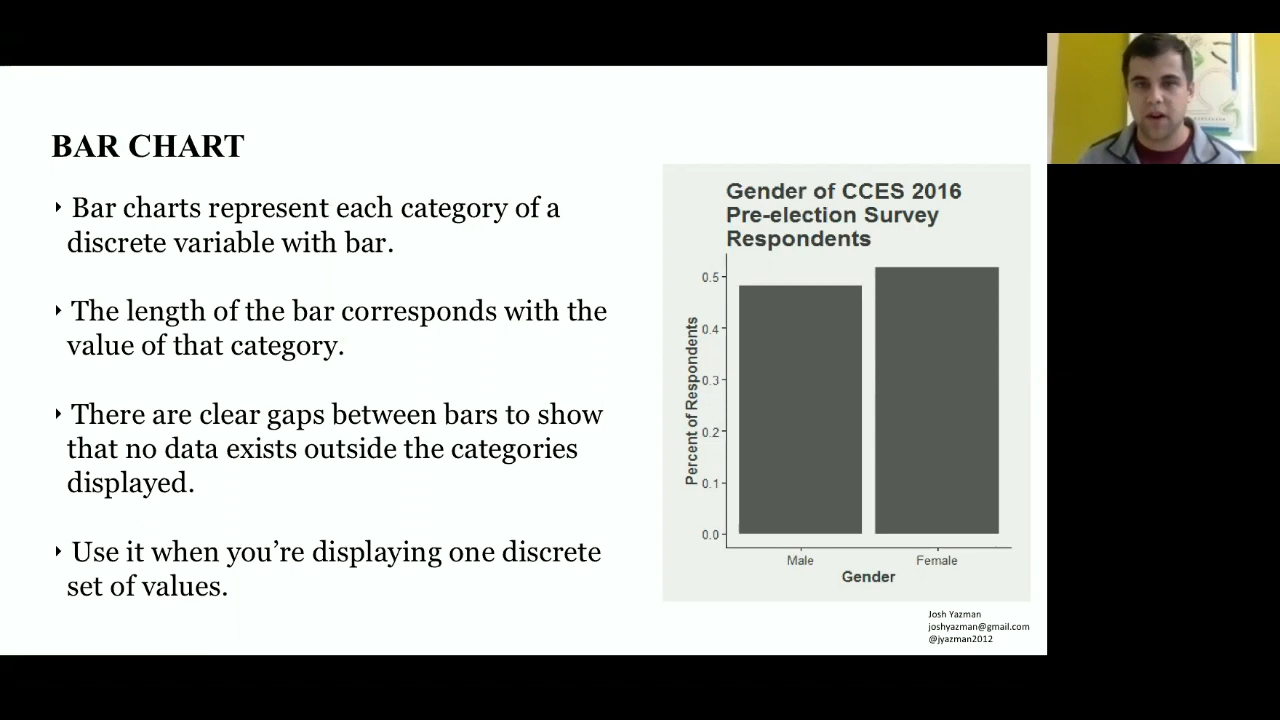 BAR CHART
‣ Bar charts represent each category of a
discrete variable with bar.
‣ The length of the bar corresponds with the
value of that category.
‣ There are clear gaps between bars to show
that no data exists outside the categories
displayed.
‣ Use it when you’re displaying one discrete
set of values.
Gender of CCES 2016
Pre-election Survey
Respondents
Percent of Respondents
0.5
0.4
0.3
0.2
0.1
0.0
Male Female
Gender
Josh Yazman
joshyazman@gmail.com
@jyazman2012